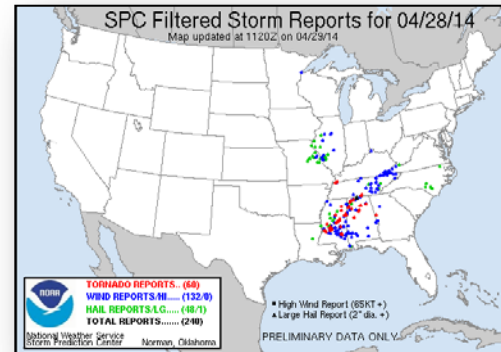 SPC Filtered Storm Reports for 04/28/14
Map updated at 1120Z on 04/29/14
TORNADO REPORTS.. (60)
WIND REPORTS/HI..... (132/0)
HAIL REPORTS/LG..... (48/1)
TOTAL REPORTS....... (240)
NOAA
National Weather Service
Storm Prediction Center Norman, Oklahoma
■ High Wind Report (65KT +)
▲ Large Hail Report (2" dia. +)
PRELIMINARY DATA ONLY